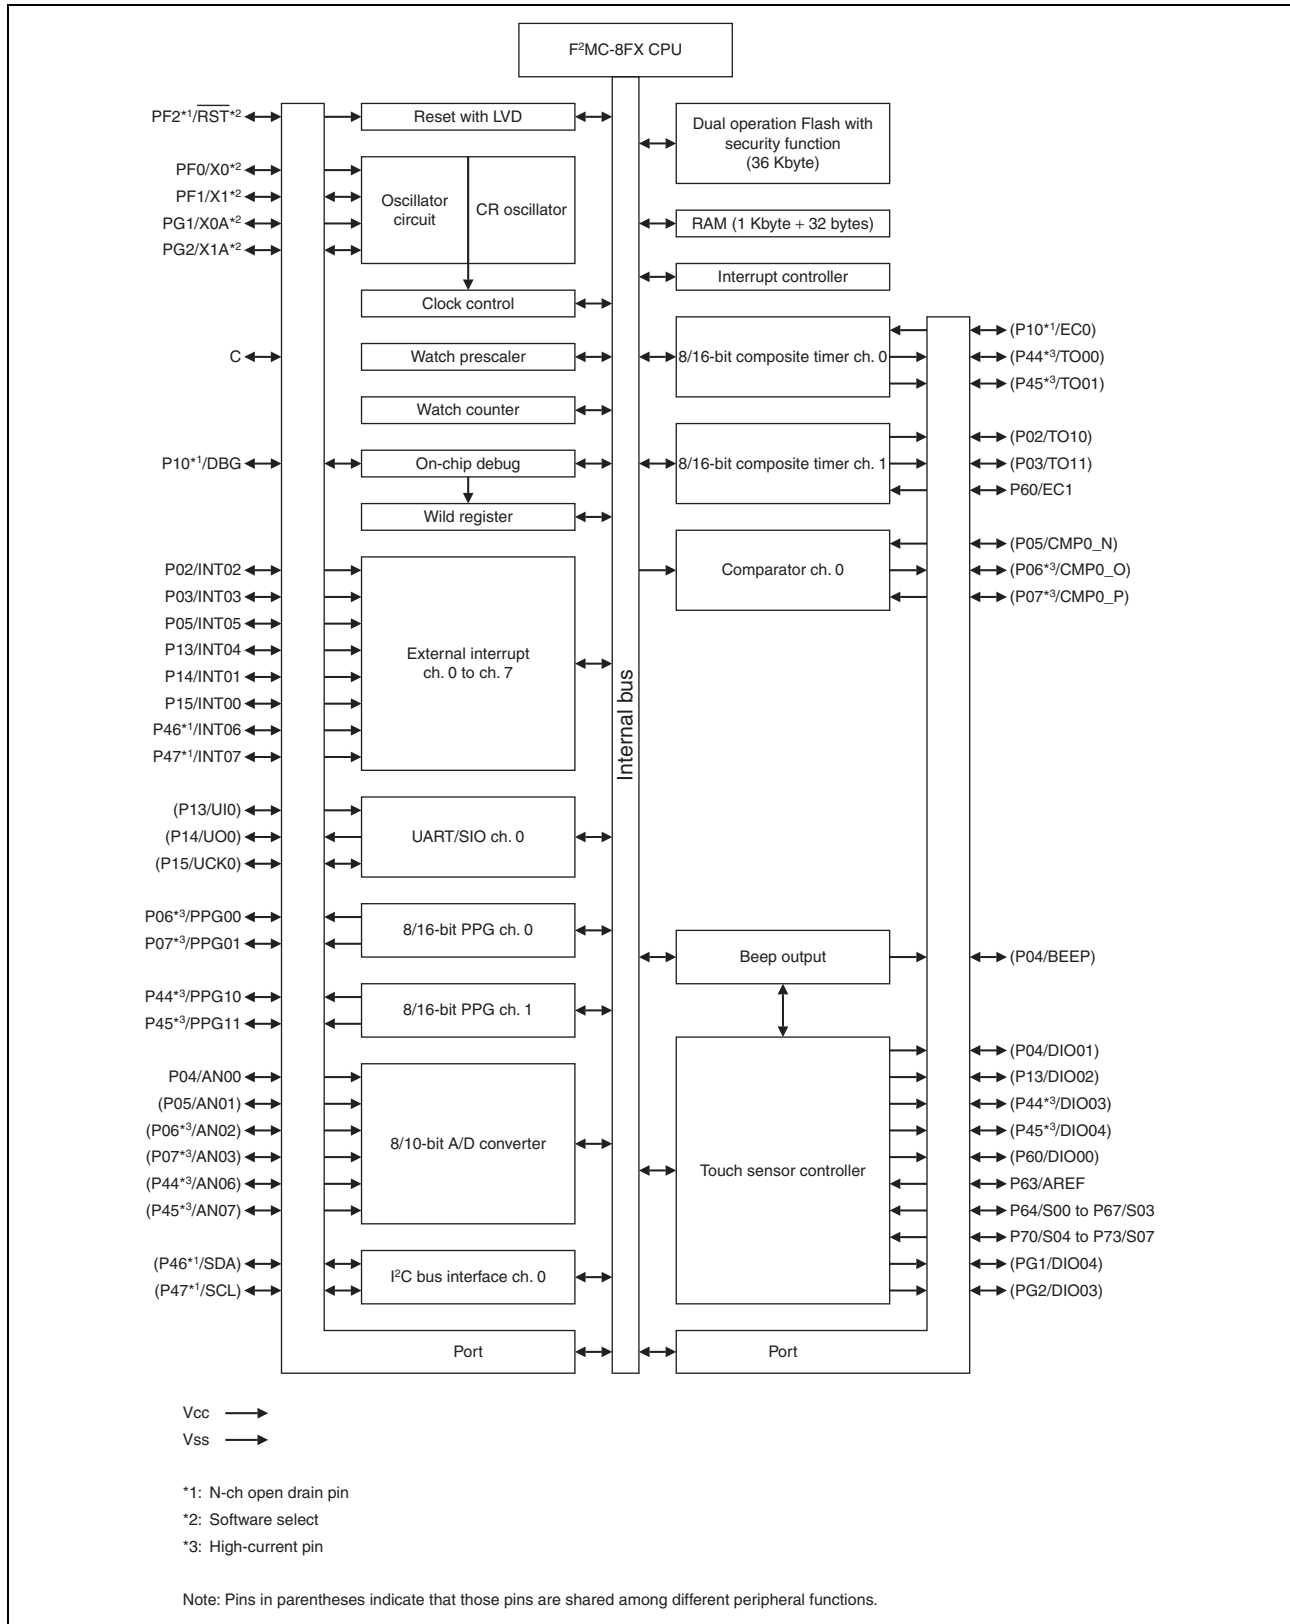 F²MC-8FX CPU
PF2*1/RST*2
Reset with LVD
Dual operation Flash with
security function
(36 Kbyte)
PF0/X0*2
PF1/X1*2
PG1/X0A*2
PG2/X1A*2
Oscillator
circuit
CR oscillator
RAM (1 Kbyte + 32 bytes)
Interrupt controller
Clock control
C
Watch prescaler
Watch counter
P10*1/DBG
On-chip debug
Wild register
8/16-bit composite timer ch. 0
(P10*1/EC0)
(P44*3/TO00)
(P45*3/TO01)
8/16-bit composite timer ch. 1
(P02/TO10)
(P03/TO11)
P60/EC1
Comparator ch. 0
(P05/CMP0_N)
(P06*3/CMP0_O)
(P07*3/CMP0_P)
P02/INT02
P03/INT03
P05/INT05
P13/INT04
P14/INT01
P15/INT00
P46*1/INT06
P47*1/INT07
External interrupt
ch. 0 to ch. 7
Internal bus
(P13/UI0)
(P14/UO0)
(P15/UCK0)
UART/SIO ch. 0
P06*3/PPG00
P07*3/PPG01
8/16-bit PPG ch. 0
Beep output
(P04/BEEP)
P44*3/PPG10
P45*3/PPG11
8/16-bit PPG ch. 1
P04/AN00
(P05/AN01)
(P06*3/AN02)
(P07*3/AN03)
(P44*3/AN06)
(P45*3/AN07)
8/10-bit A/D converter
Touch sensor controller
(P04/DIO01)
(P13/DIO02)
(P44*3/DIO03)
(P45*3/DIO04)
(P60/DIO00)
P63/AREF
P64/S00 to P67/S03
P70/S04 to P73/S07
(PG1/DIO04)
(PG2/DIO03)
(P46*1/SDA)
(P47*1/SCL)
I²C bus interface ch. 0
Port
Port
Vcc
Vss
*1: N-ch open drain pin
*2: Software select
*3: High-current pin
Note: Pins in parentheses indicate that those pins are shared among different peripheral functions.